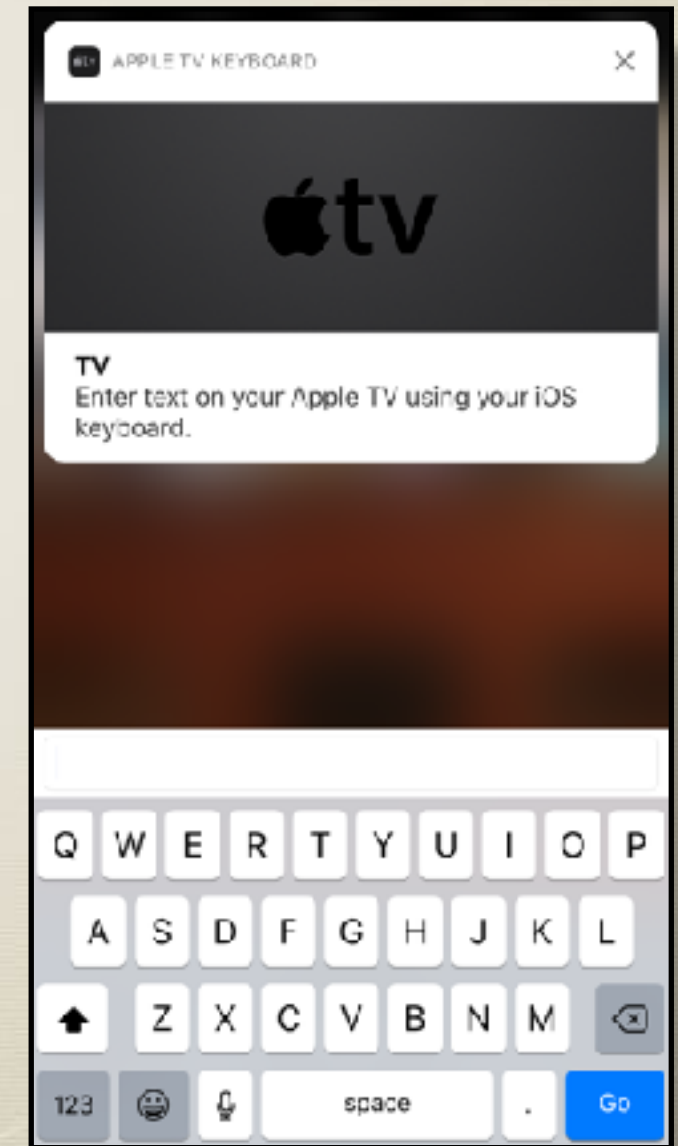 APPLE TV KEYBOARD
tv
TV
Enter text on your Apple TV using your iOS
keyboard.
Q W E R T Y U I O P
A S D F G H J K L
Z X C V B N M
123 space . Go